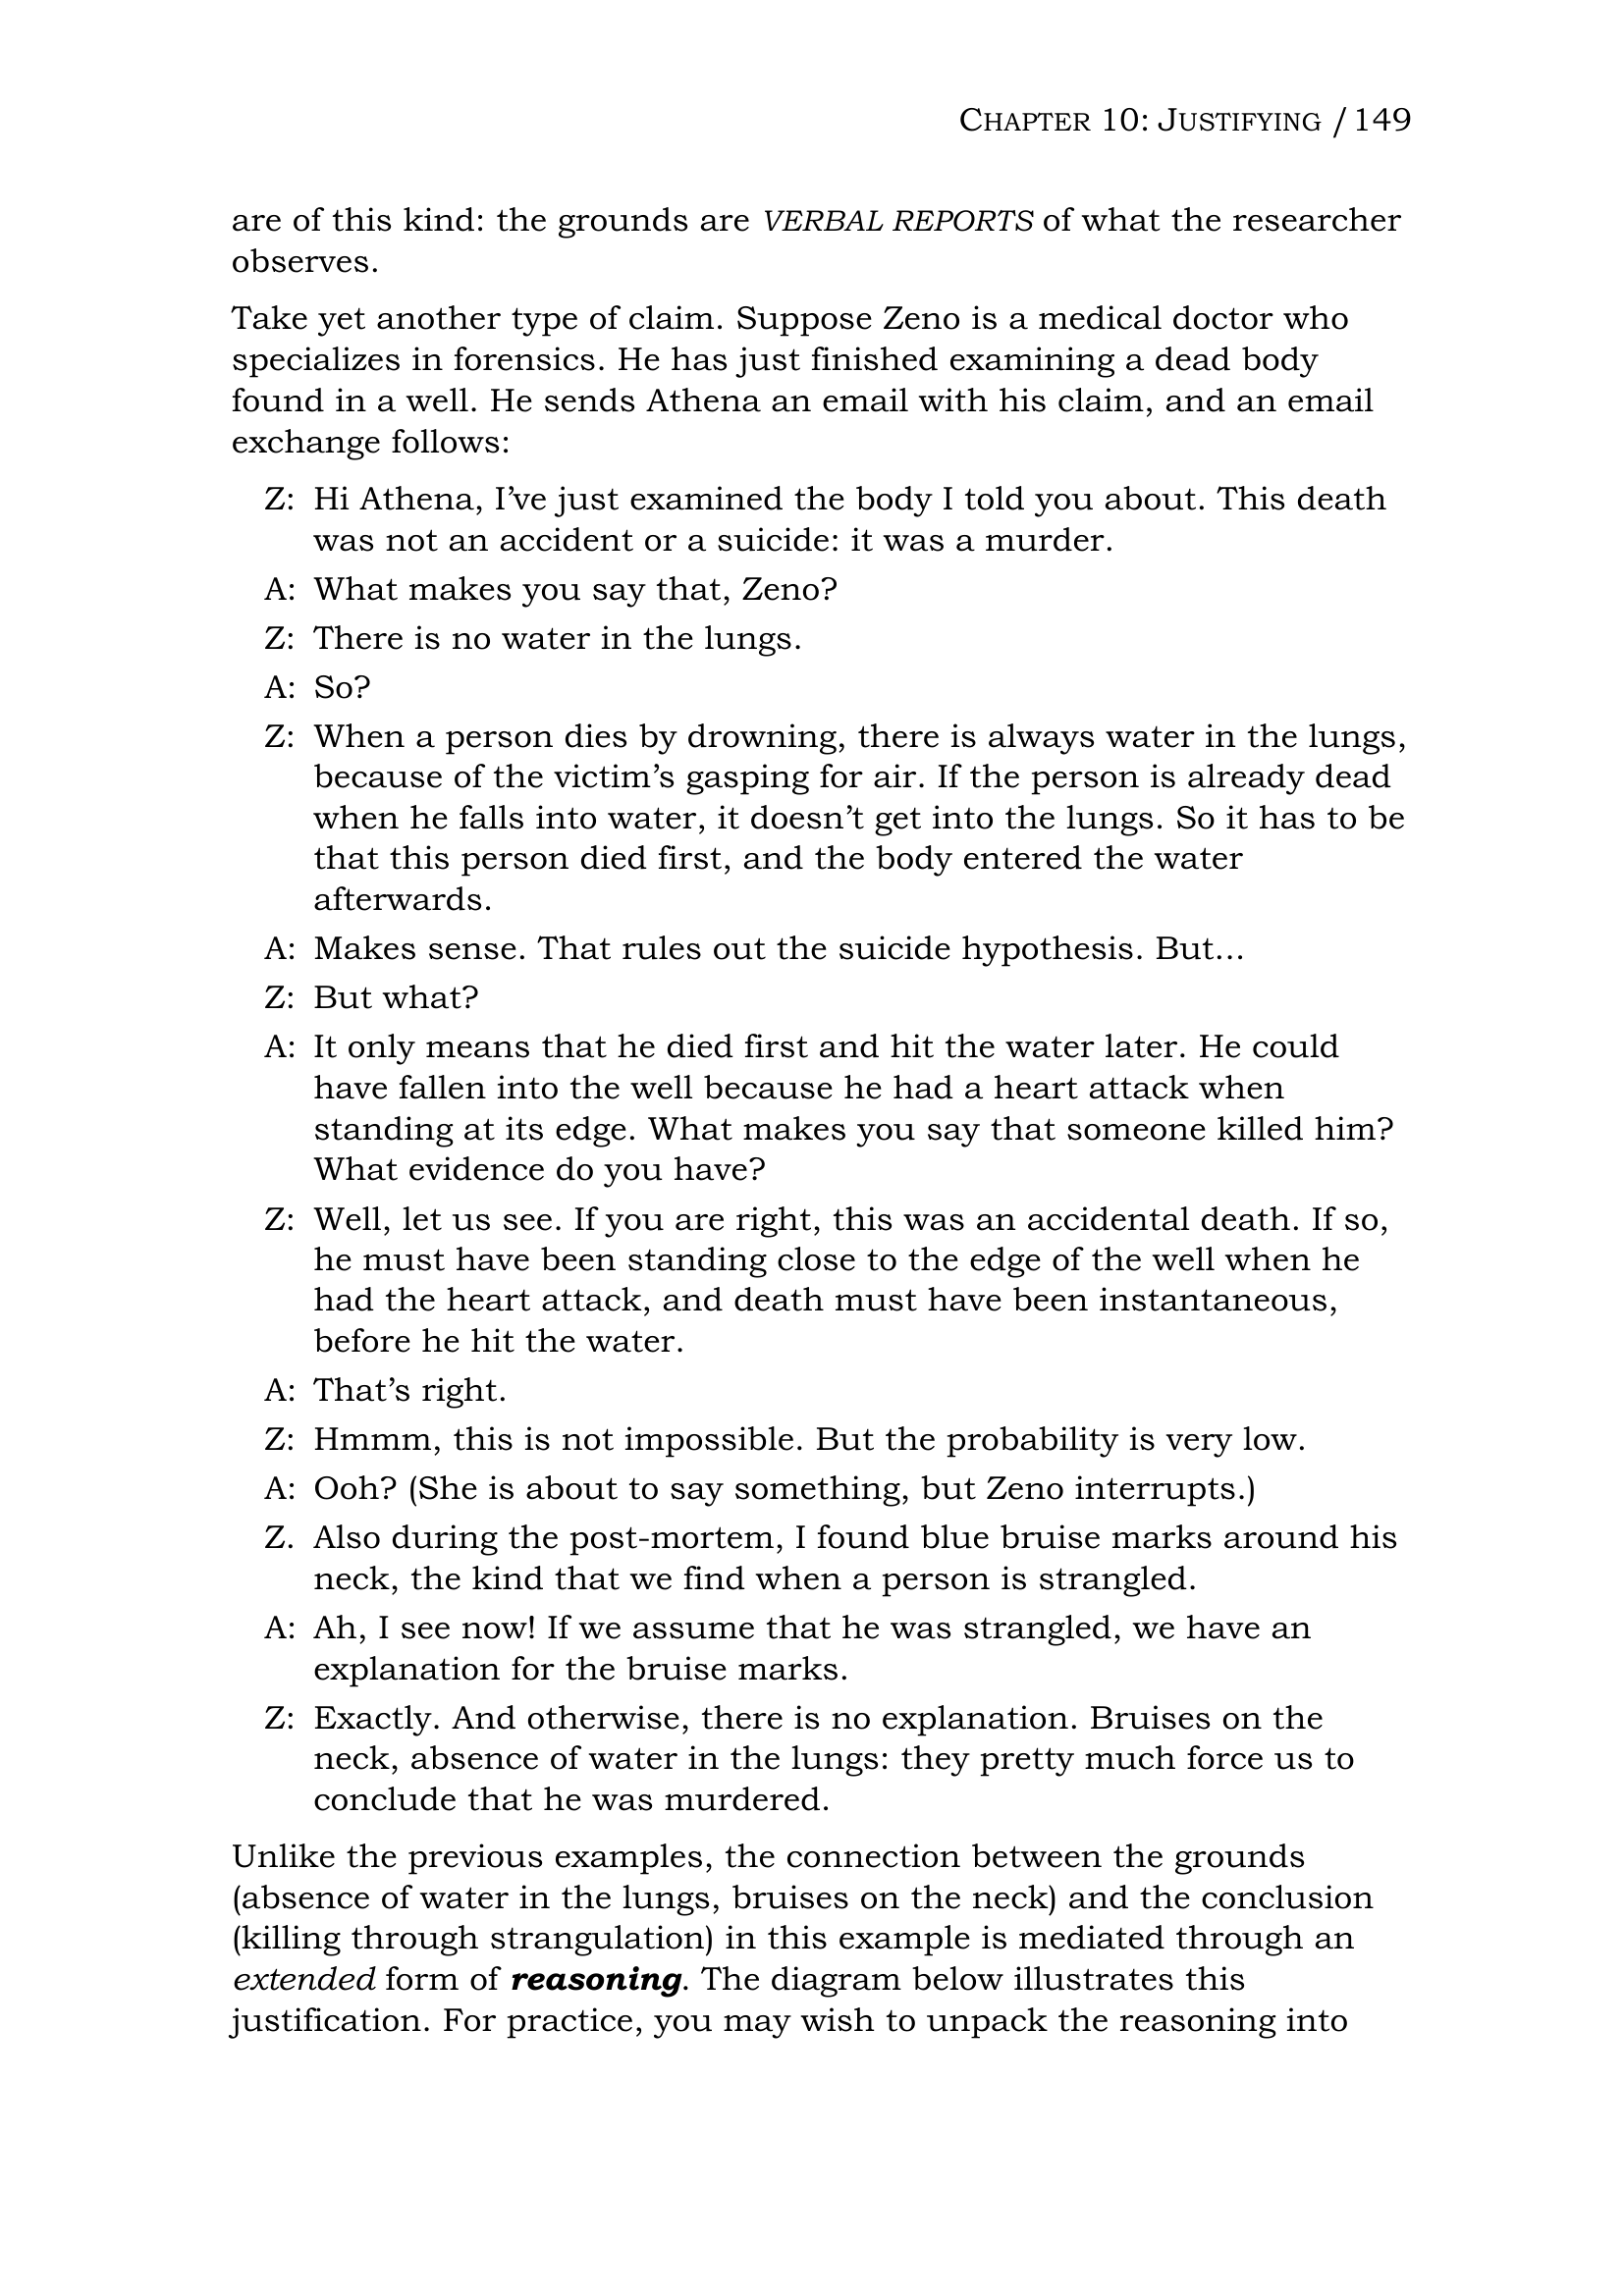 CHAPTER 10: JUSTIFYING / 149
are of this kind: the grounds are VERBAL REPORTS of what the researcher
observes.
Take yet another type of claim. Suppose Zeno is a medical doctor who
specializes in forensics. He has just finished examining a dead body
found in a well. He sends Athena an email with his claim, and an email
exchange follows:
Z: Hi Athena, I’ve just examined the body I told you about. This death
was not an accident or a suicide: it was a murder.
A: What makes you say that, Zeno?
Z: There is no water in the lungs.
A: So?
Z: When a person dies by drowning, there is always water in the lungs,
because of the victim’s gasping for air. If the person is already dead
when he falls into water, it doesn’t get into the lungs. So it has to be
that this person died first, and the body entered the water
afterwards.
A: Makes sense. That rules out the suicide hypothesis. But…
Z: But what?
A: It only means that he died first and hit the water later. He could
have fallen into the well because he had a heart attack when
standing at its edge. What makes you say that someone killed him?
What evidence do you have?
Z: Well, let us see. If you are right, this was an accidental death. If so,
he must have been standing close to the edge of the well when he
had the heart attack, and death must have been instantaneous,
before he hit the water.
A: That’s right.
Z: Hmmm, this is not impossible. But the probability is very low.
A: Ooh? (She is about to say something, but Zeno interrupts.)
Z. Also during the post-mortem, I found blue bruise marks around his
neck, the kind that we find when a person is strangled.
A: Ah, I see now! If we assume that he was strangled, we have an
explanation for the bruise marks.
Z: Exactly. And otherwise, there is no explanation. Bruises on the
neck, absence of water in the lungs: they pretty much force us to
conclude that he was murdered.
Unlike the previous examples, the connection between the grounds
(absence of water in the lungs, bruises on the neck) and the conclusion
(killing through strangulation) in this example is mediated through an
extended form of reasoning. The diagram below illustrates this
justification. For practice, you may wish to unpack the reasoning into